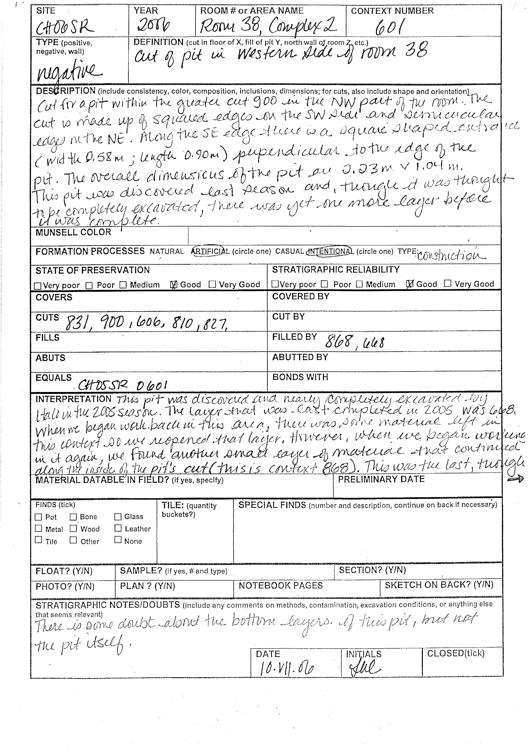 SITE YEAR ROOM # or AREA NAME CONTEXT NUMBER
CH06SR 2006 Room 38, Complex 2 601
TYPE (positive, negative, wall) DEFINITION (cut in floor of X, fill of pit Y, north wall of room Z, etc.)
negative cut of pit in western side of room 38
DESCRIPTION (include consistency, color, composition, inclusions, dimensions; for cuts, also include shape and orientation)
Cut for a pit within the greater cut 900 in the NW part of the room. The
cut is made up of squared edges on the SW side and semicircular
edges in the NE. Along the SE edge there is a square shaped entrance
(width 0.58m; length 0.90m) perpendicular to the edge of the
pit. The overall dimensions of the pit are 2.23m x 1.04m.
This pit was discovered last season and, though it was thought
to be completely excavated, there was yet one more layer before
it was complete.
MUNSELL COLOR
FORMATION PROCESSES NATURAL ARTIFICIAL (circle one) CASUAL INTENTIONAL (circle one) TYPE: construction
STATE OF PRESERVATION STRATIGRAPHIC RELIABILITY
Very poor Poor Medium Good Very Good Very poor Poor Medium Good Very Good
COVERS COVERED BY
CUTS 831, 900, 606, 810, 827, CUT BY
FILLS FILLED BY 868, 668
ABUTS ABUTTED BY
EQUALS CH05SR 0601 BONDS WITH
INTERPRETATION This pit was discovered and nearly completely excavated by
Halo in the 2005 season. The layer that was last completed in 2005 was 668.
When we began work back in this area, there was some material left in
this context so we reopened that layer. However, when we began working
in it again, we found another small layer of material that continued
along the inside of the pit's cut (this is context 868). This was the last, though
MATERIAL DATABLE IN FIELD? (if yes, specify) PRELIMINARY DATE
FINDS (tick) TILE: (quantity buckets?) SPECIAL FINDS (number and description, continue on back if necessary)
Pot Bone Glass
Metal Wood Leather
Tile Other None
FLOAT? (Y/N) SAMPLE? (if yes, # and type) SECTION? (Y/N)
PHOTO? (Y/N) PLAN? (Y/N) NOTEBOOK PAGES SKETCH ON BACK? (Y/N)
STRATIGRAPHIC NOTES/DOUBTS (include any comments on methods, contamination, excavation conditions, or anything else
that seems relevant)
There is some doubt about the bottom layers of this pit, but not
the pit itself.
DATE INITIALS CLOSED(tick)
10.VII.06